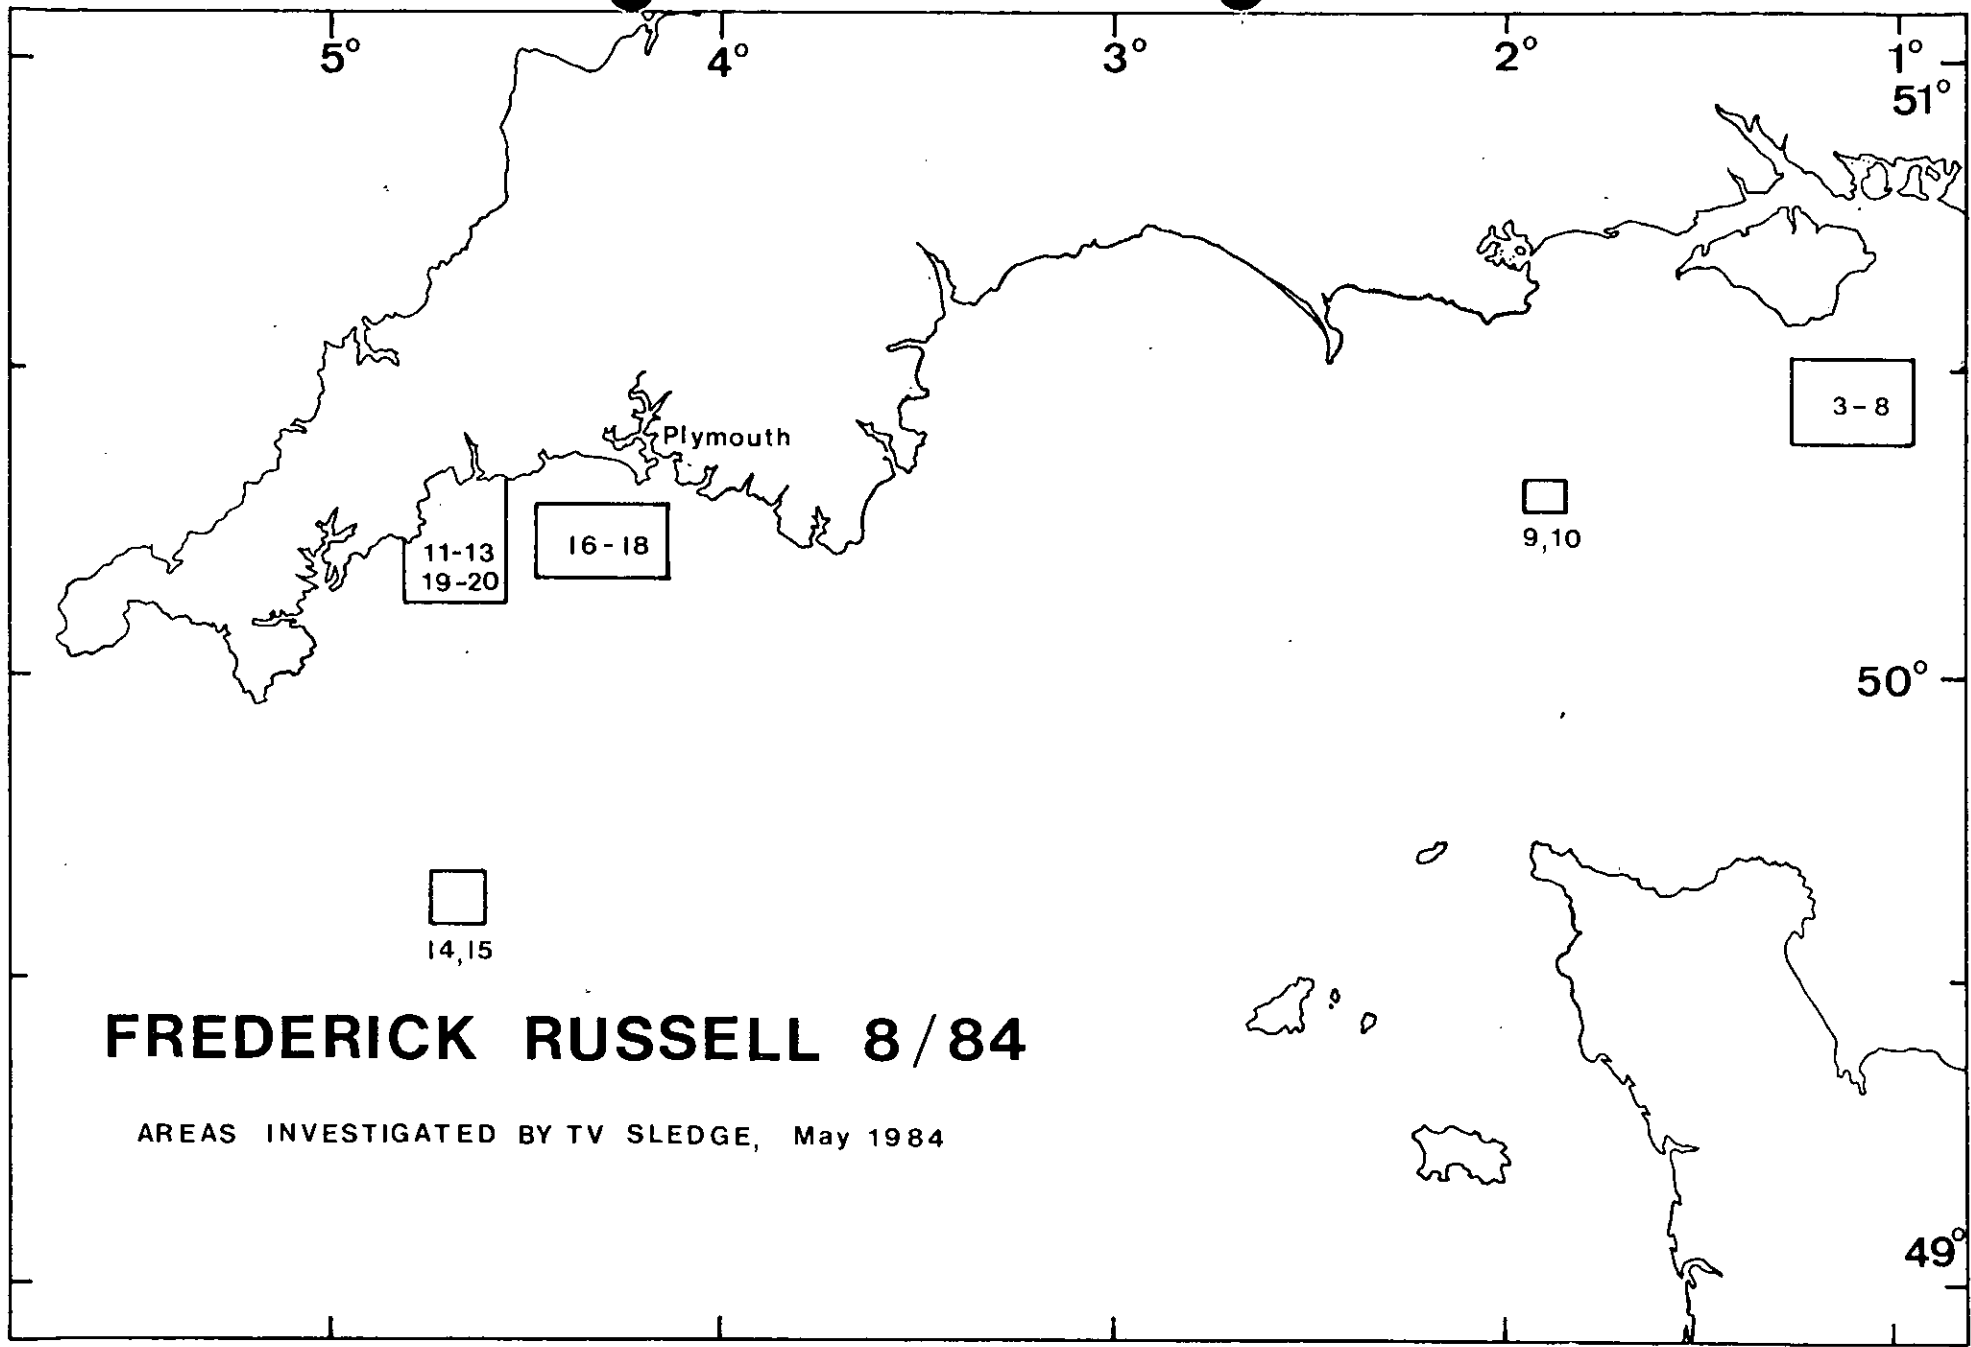 5° 4° 3° 2° 1°
51°
3-8
Plymouth
9,10
16-18
11-13
19-20
50°
14,15
FREDERICK RUSSELL 8/84
AREAS INVESTIGATED BY TV SLEDGE, May 1984
49°